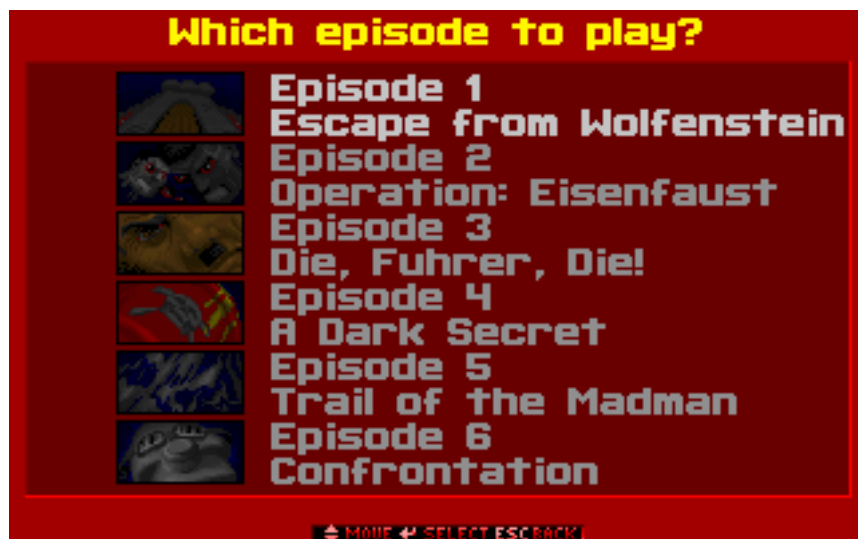 Which episode to play?
Episode 1
Escape from Wolfenstein
Episode 2
Operation: Eisenfaust
Episode 3
Die, Fuhrer, Die!
Episode 4
A Dark Secret
Episode 5
Trail of the Madman
Episode 6
Confrontation
MOVE SELECT ESC BACK